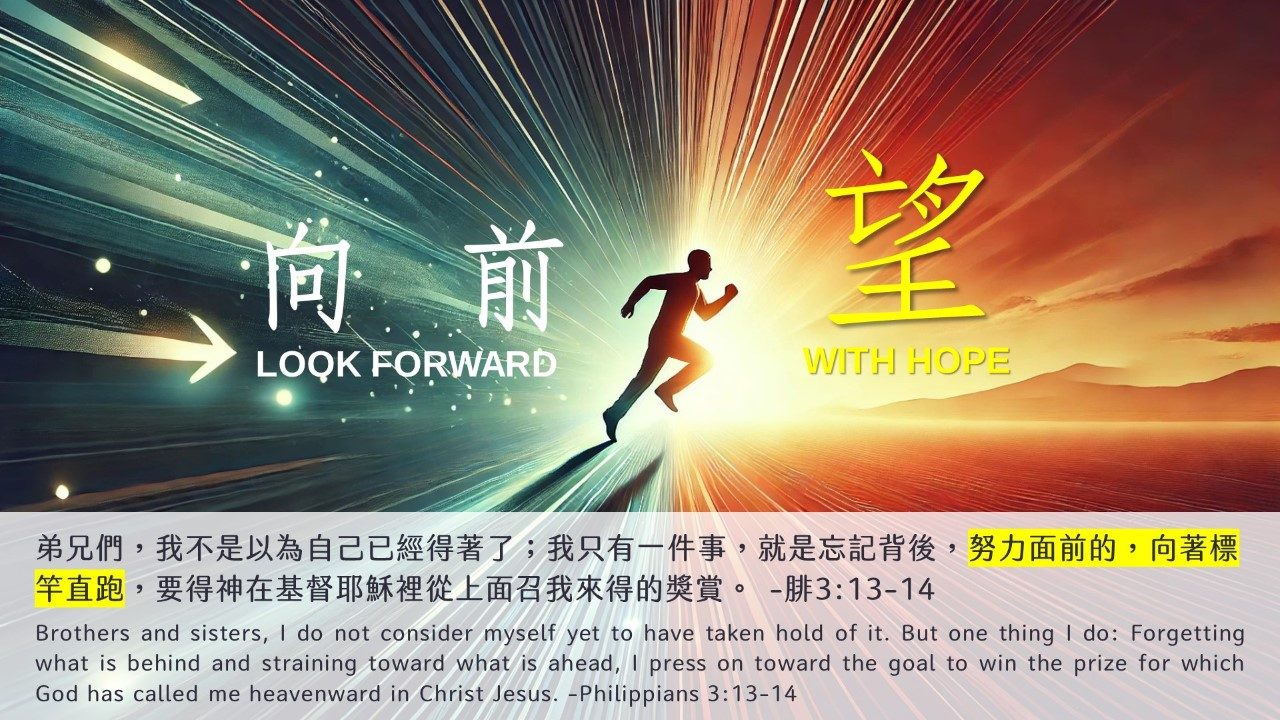 向前
LOOK FORWARD
望
WITH HOPE
弟兄們，我不是以為自己已經得著了；我只有一件事，就是忘記背後，努力面前的，向著標
竿直跑，要得神在基督耶穌裡從上面召我來得的獎賞。 -腓3:13-14
Brothers and sisters, I do not consider myself yet to have taken hold of it. But one thing I do: Forgetting
what is behind and straining toward what is ahead, I press on toward the goal to win the prize for which
God has called me heavenward in Christ Jesus. -Philippians 3:13-14